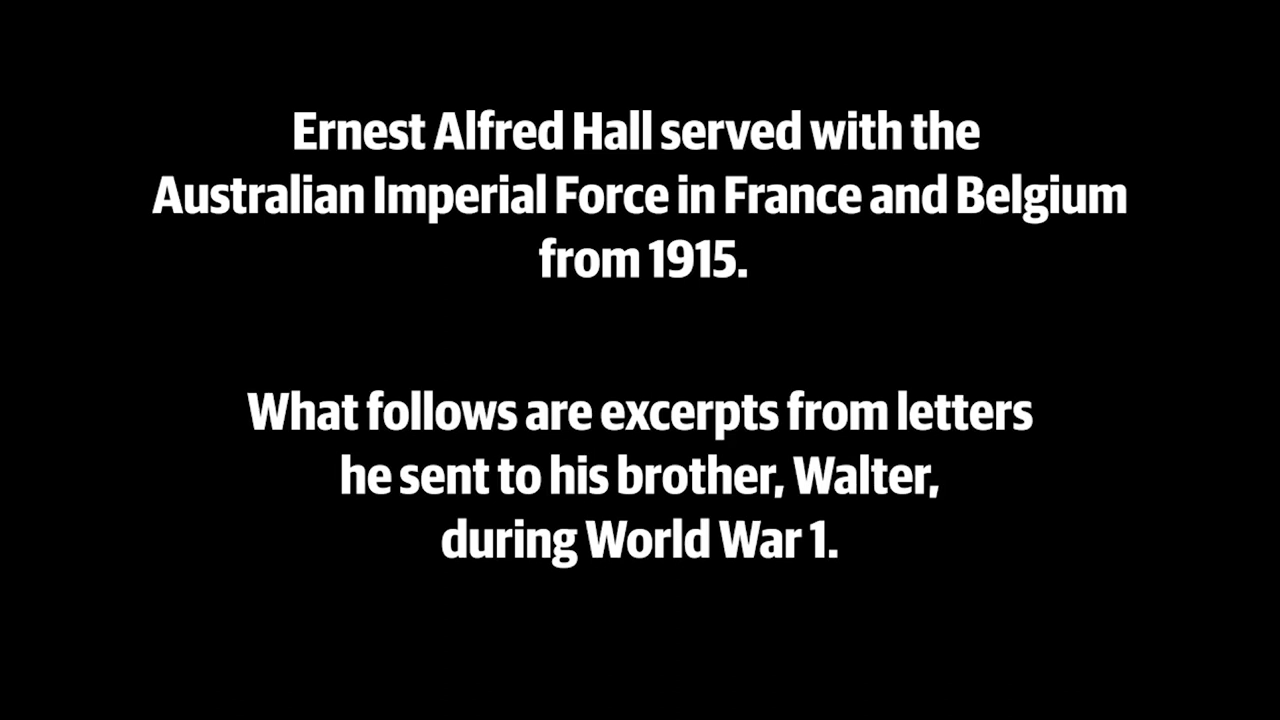 Ernest Alfred Hall served with the
Australian Imperial Force in France and Belgium
from 1915.
What follows are excerpts from letters
he sent to his brother, Walter,
during World War 1.